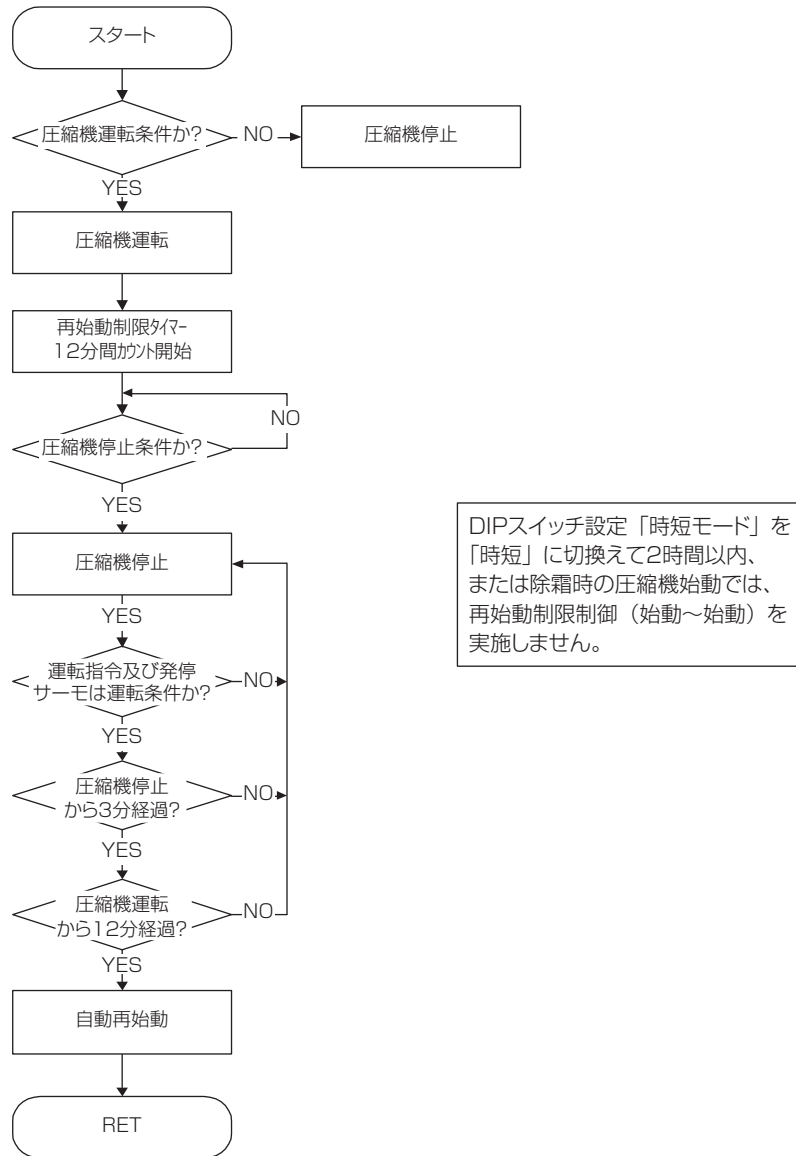 スタート
圧縮機運転条件か?
NO
圧縮機停止
YES
圧縮機運転
再始動制限タイマー
12分間カウント開始
NO
圧縮機停止条件か?
YES
圧縮機停止
YES
運転指令及び発停
サーモは運転条件か?
NO
YES
圧縮機停止
から3分経過?
NO
YES
圧縮機運転
から12分経過?
NO
YES
自動再始動
RET
DIPスイッチ設定「時短モード」を
「時短」に切換えて2時間以内、
または除霜時の圧縮機始動では、
再始動制限制御（始動～始動）を
実施しません。